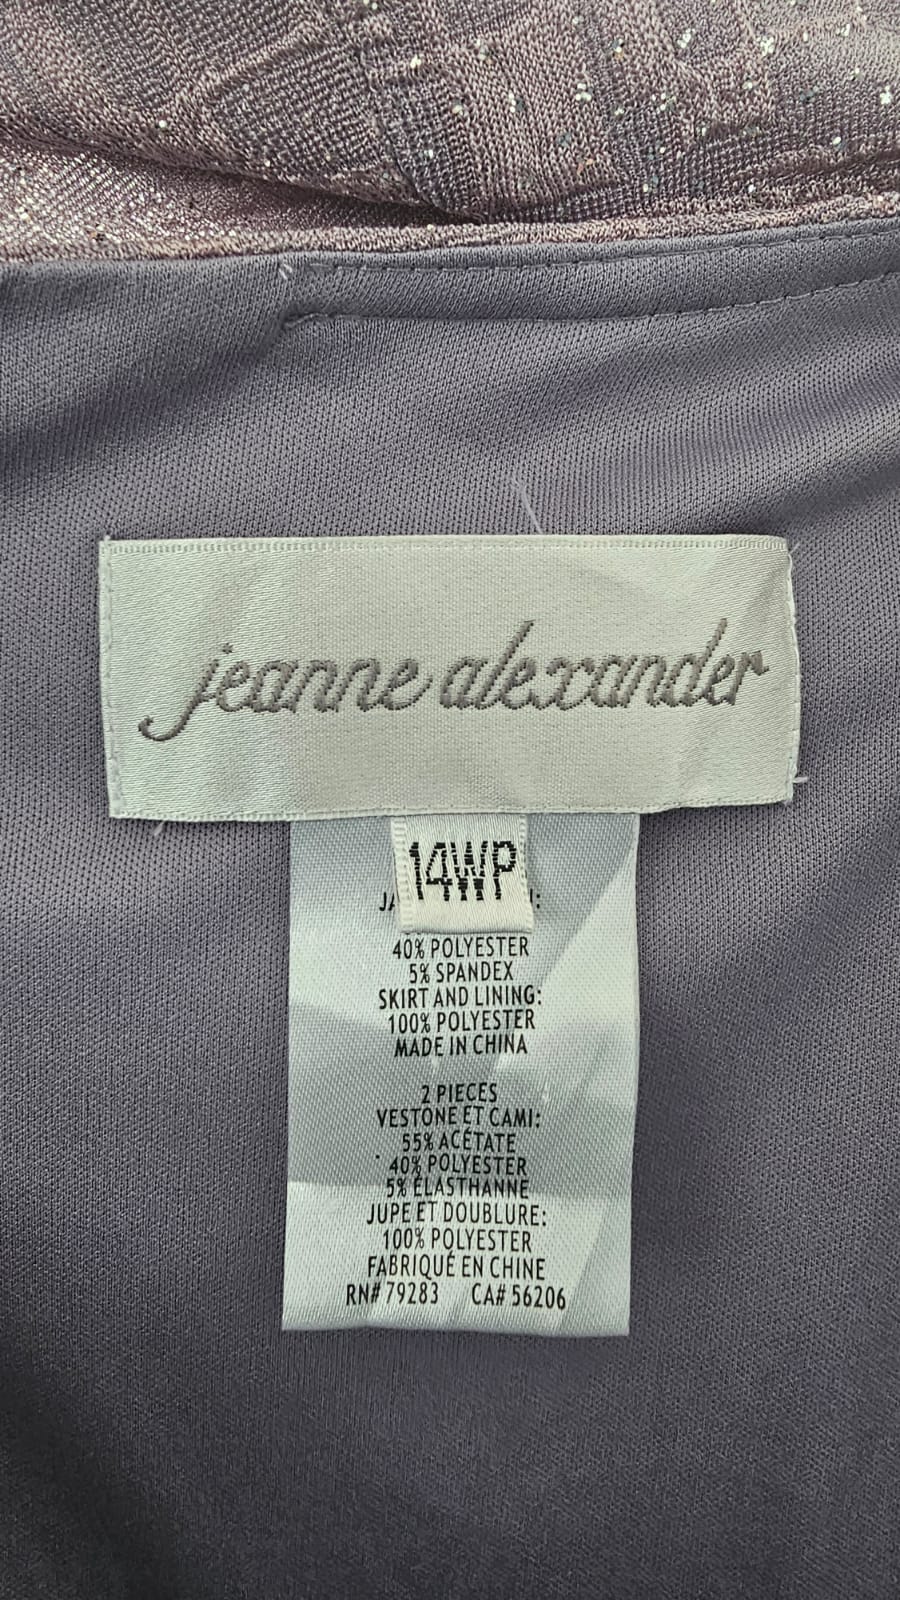 jeanne alexander
14WP
40% POLYESTER
5% SPANDEX
SKIRT AND LINING:
100% POLYESTER
MADE IN CHINA
2 PIECES
VESTONE ET CAMI:
55% ACÉTATE
40% POLYESTER
5% ÉLASTHANNE
JUPE ET DOUBLURE:
100% POLYESTER
FABRIQUÉ EN CHINE
RN# 79283 CA# 56206